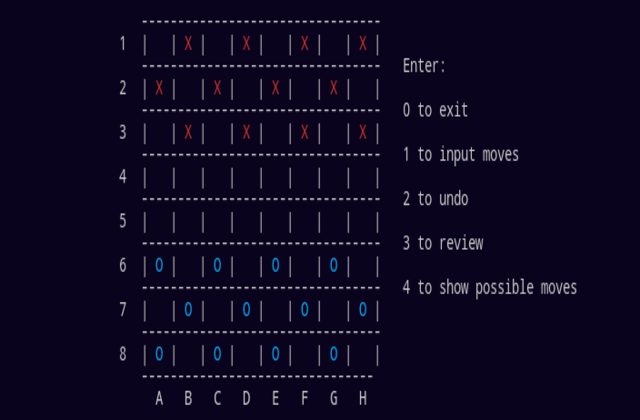 1 | | X | | X | | X | | X |
Enter:
2 | X | | X | | X | | X | |
0 to exit
3 | | X | | X | | X | | X |
1 to input moves
4 | | | | | | | | |
2 to undo
5 | | | | | | | | |
3 to review
6 | O | | O | | O | | O | |
4 to show possible moves
7 | | O | | O | | O | | O |
8 | O | | O | | O | | O | |
A B C D E F G H